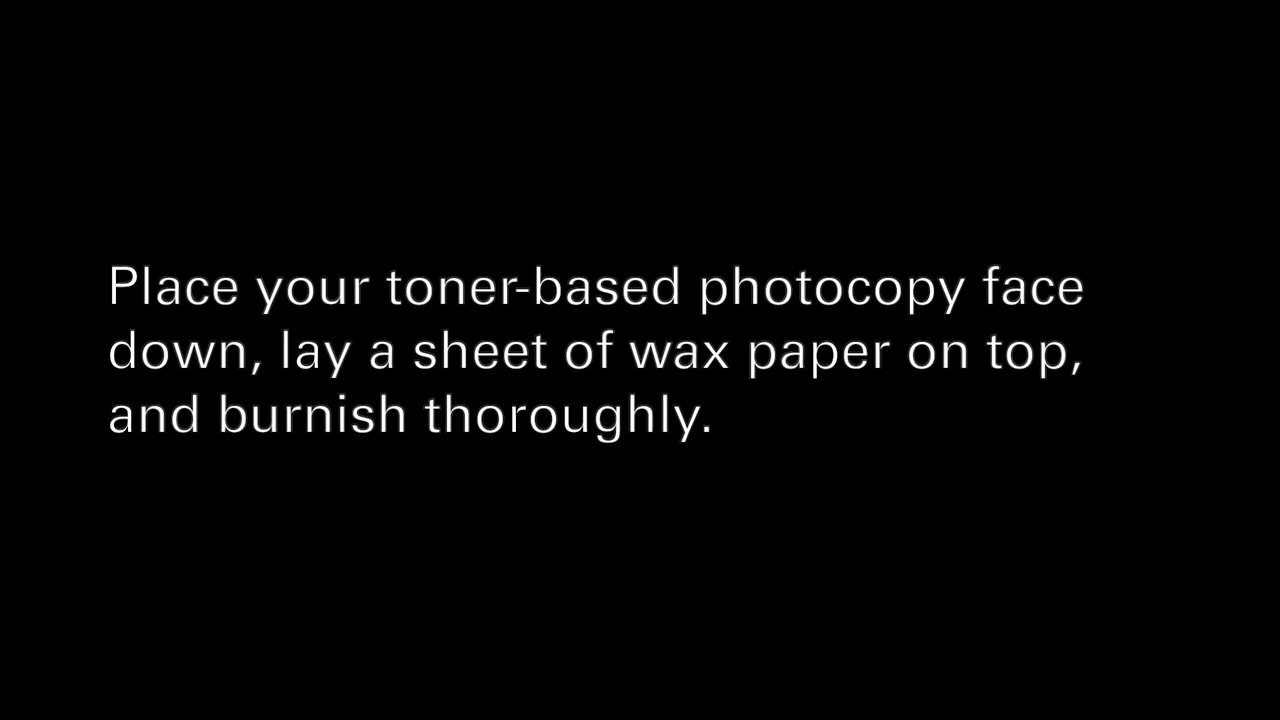 Place your toner-based photocopy face
down, lay a sheet of wax paper on top,
and burnish thoroughly.